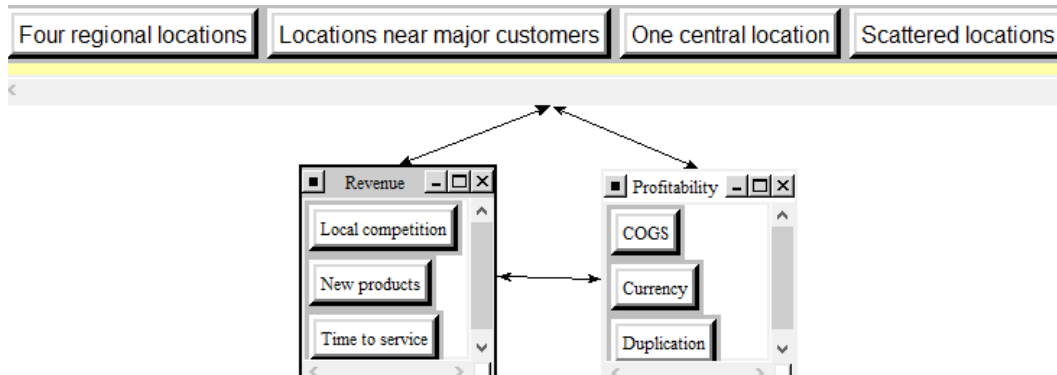 Four regional locations Locations near major customers One central location Scattered locations
Revenue Profitability
Local competition COGS
New products Currency
Time to service Duplication